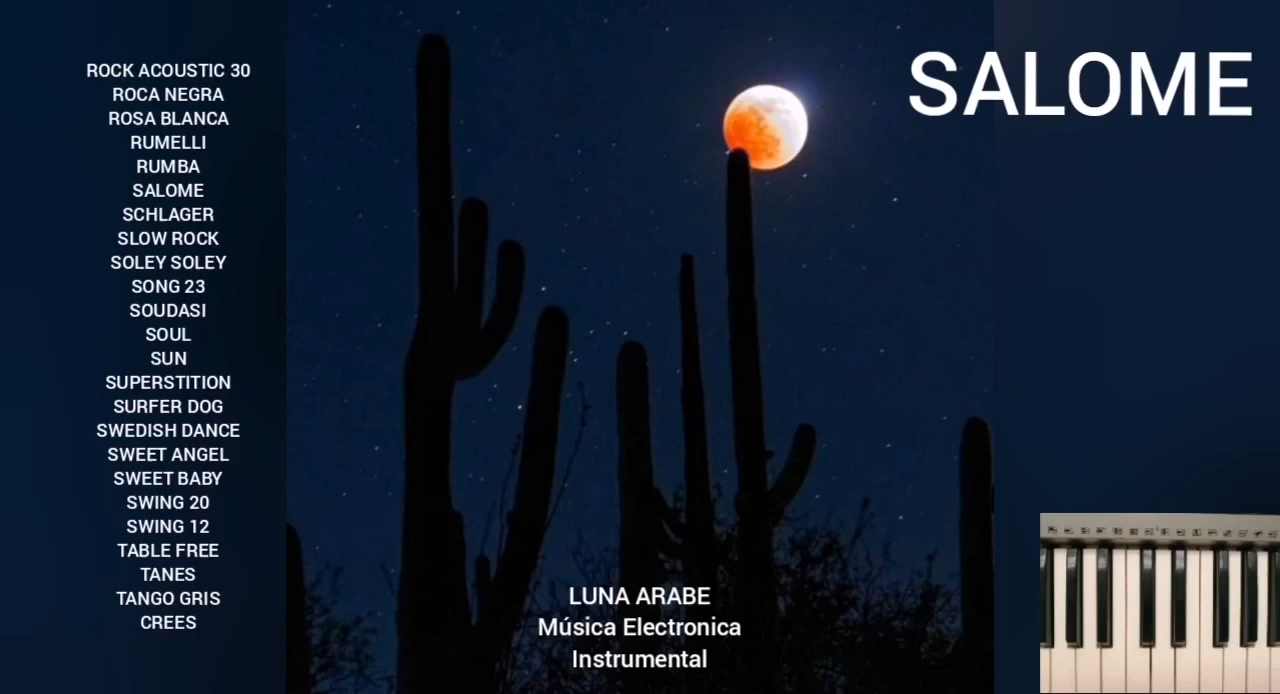 ROCK ACOUSTIC 30
ROCA NEGRA
ROSA BLANCA
RUMELLI
RUMBA
SALOME
SCHLAGER
SLOW ROCK
SOLEY SOLEY
SONG 23
SOUDASI
SOUL
SUN
SUPERSTITION
SURFER DOG
SWEDISH DANCE
SWEET ANGEL
SWEET BABY
SWING 20
SWING 12
TABLE FREE
TANES
TANGO GRIS
CREES
SALOME
LUNA ARABE
Música Electronica
Instrumental